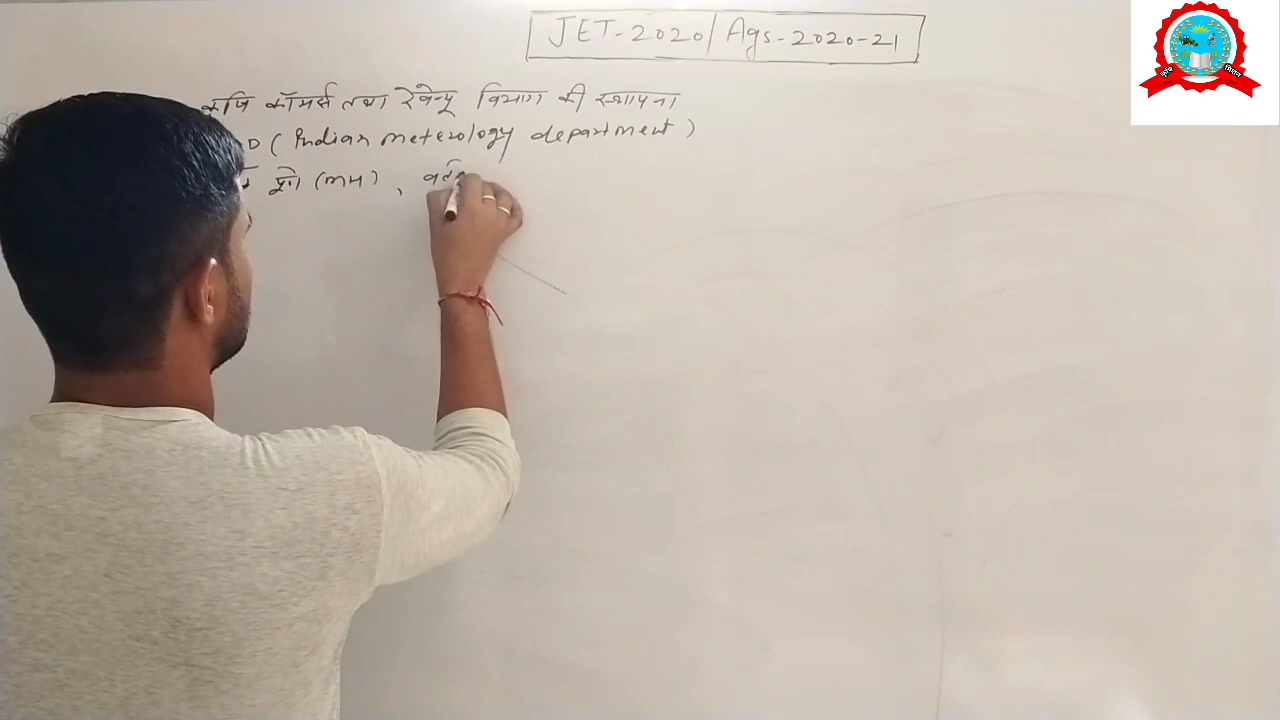 JET-2020/Ags-2020-21
कृषि कॉमर्स तथा रेवेन्यू विभाग की स्थापना
D (Indian meterology department)
पुणे (MH) , वर्त
कृषि विज्ञान